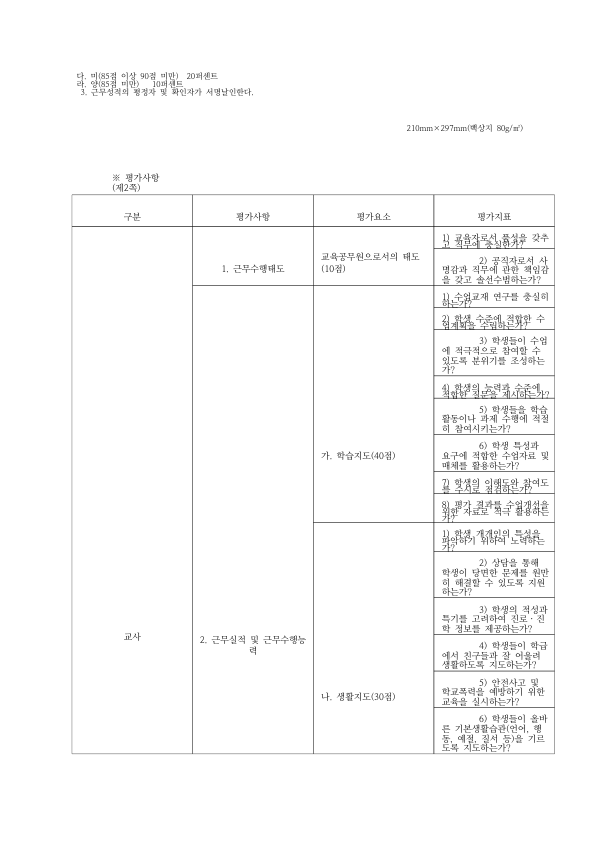 다. 미(85점 이상 90점 미만) 20퍼센트
라. 양(85점 미만) 10퍼센트
3. 근무성적의 평정자 및 확인자가 서명날인한다.
210mm×297mm(백상지 80g/㎡)
※ 평가사항
(제2쪽)
구분
평가사항
평가요소
평가지표
교사
1. 근무수행태도
교육공무원으로서의 태도
(10점)
1) 교육자로서 품성을 갖추
고 직무에 충실한가?
2) 공직자로서 사
명감과 직무에 관한 책임감
을 갖고 솔선수범하는가?
2. 근무실적 및 근무수행능
력
가. 학습지도(40점)
1) 수업교재 연구를 충실히
하는가?
2) 학생 수준에 적합한 수
업계획을 수립하는가?
3) 학생들이 수업
에 적극적으로 참여할 수
있도록 분위기를 조성하는
가?
4) 학생의 능력과 수준에
적합한 질문을 제시하는가?
5) 학생들을 학습
활동이나 과제 수행에 적절
히 참여시키는가?
6) 학생 특성과
요구에 적합한 수업자료 및
매체를 활용하는가?
7) 학생의 이해도와 참여도
를 수시로 점검하는가?
8) 평가 결과를 수업개선을
위한 자료로 적극 활용하는
가?
나. 생활지도(30점)
1) 학생 개개인의 특성을
파악하기 위하여 노력하는
가?
2) 상담을 통해
학생이 당면한 문제를 원만
히 해결할 수 있도록 지원
하는가?
3) 학생의 적성과
특기를 고려하여 진로·진
학 정보를 제공하는가?
4) 학생들이 학급
에서 친구들과 잘 어울려
생활하도록 지도하는가?
5) 안전사고 및
학교폭력을 예방하기 위한
교육을 실시하는가?
6) 학생들이 올바
른 기본생활습관(언어, 행
동, 예절, 질서 등)을 기르
도록 지도하는가?